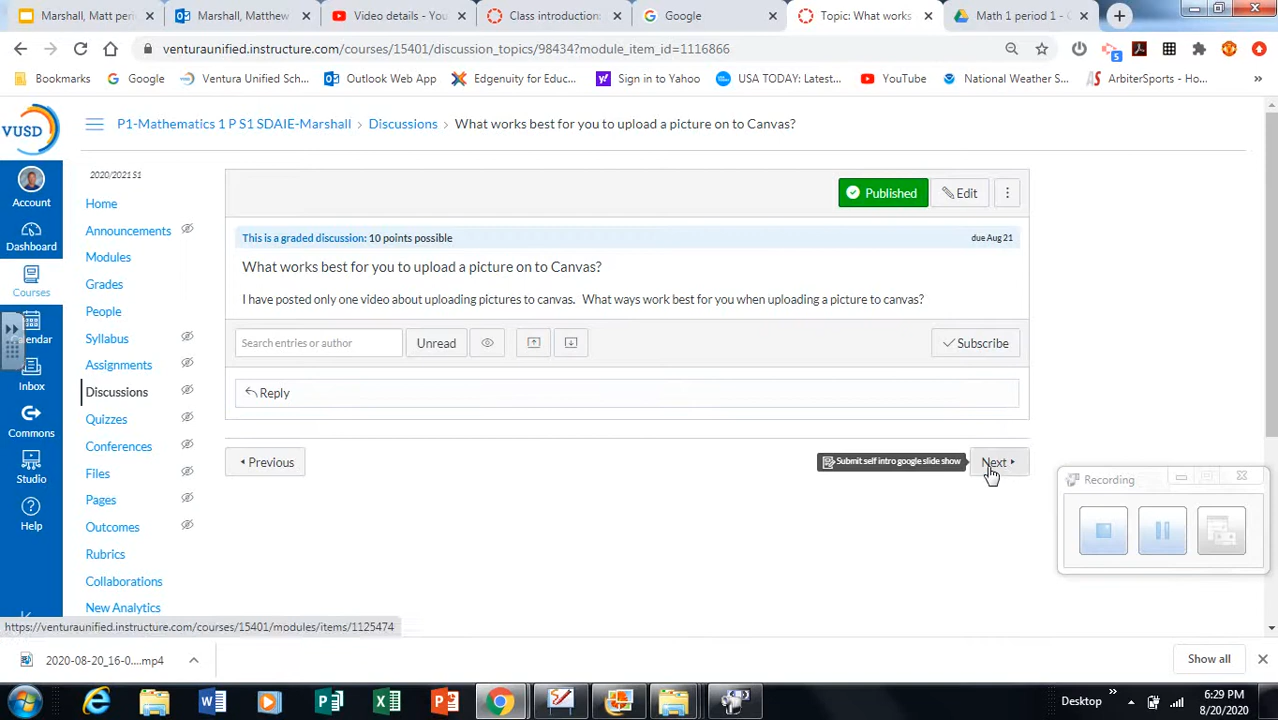 Marshall, Matt peri
Marshall, Matthew
Video details - You
Class introduction:
Google
Topic: What works
Math 1 period 1 - G
venturaunified.instructure.com/courses/15401/discussion_topics/98434?module_item_id=1116866
5
Bookmarks
Google
Ventura Unified Sch...
Outlook Web App
Edgenuity for Educ...
Sign in to Yahoo
USA TODAY: Latest...
YouTube
National Weather S...
ArbiterSports - Ho...
»
VUSD
P1-Mathematics 1 P S1 SDAIE-Marshall › Discussions › What works best for you to upload a picture on to Canvas?
Account
Dashboard
Courses
Calendar
Inbox
Commons
Studio
Help
2020/2021 S1
Home
Announcements
Modules
Grades
People
Syllabus
Assignments
Discussions
Quizzes
Conferences
Files
Pages
Outcomes
Rubrics
Collaborations
New Analytics
Published
Edit
This is a graded discussion: 10 points possible
due Aug 21
What works best for you to upload a picture on to Canvas?
I have posted only one video about uploading pictures to canvas. What ways work best for you when uploading a picture to canvas?
Search entries or author
Unread
Subscribe
Reply
Previous
Submit self intro google slide show
Next
Recording
https://venturaunified.instructure.com/courses/15401/modules/items/1125474
2020-08-20_16-0....mp4
Show all
Desktop
»
6:29 PM
8/20/2020